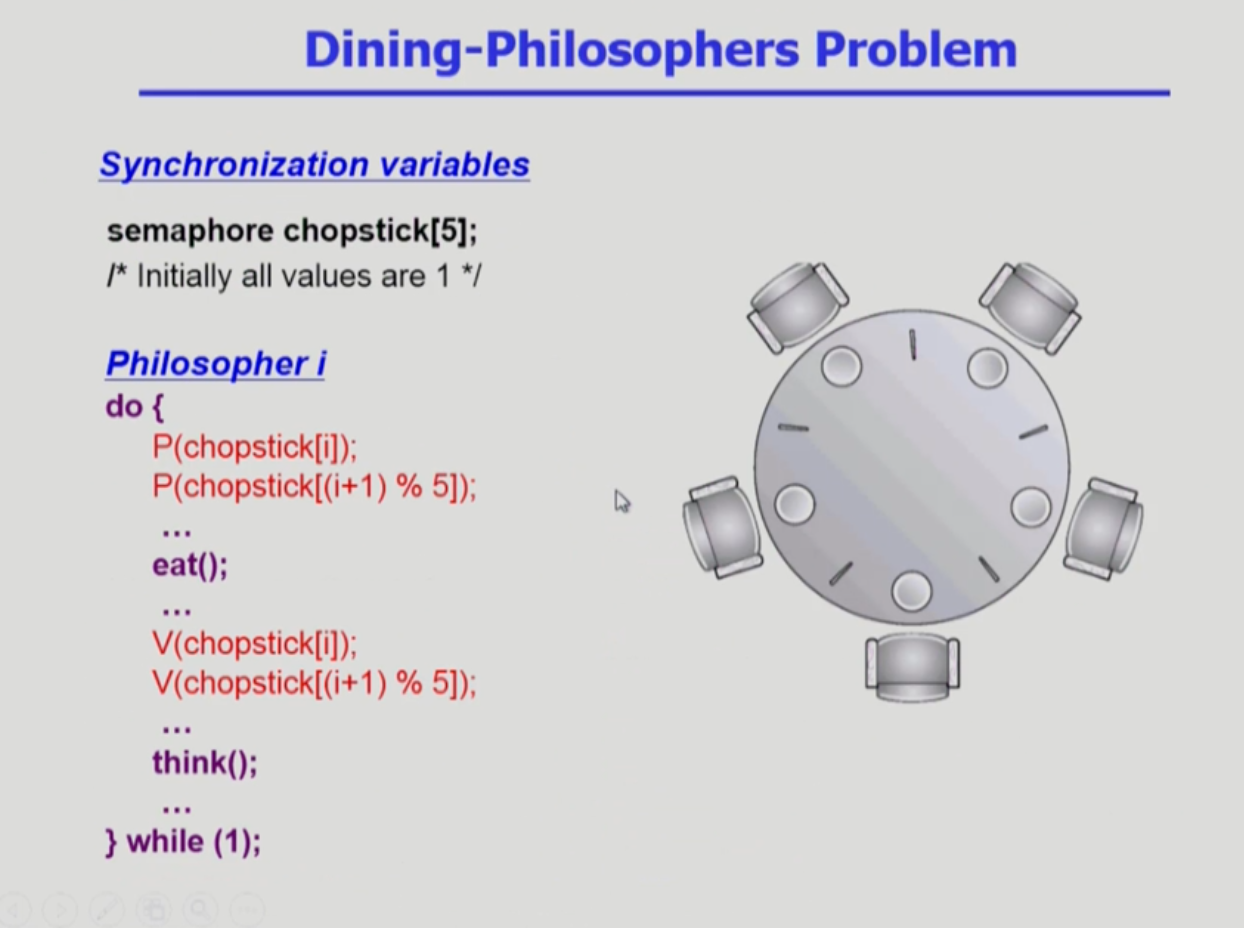 Dining-Philosophers Problem
Synchronization variables
semaphore chopstick[5];
/* Initially all values are 1 */
Philosopher i
do {
P(chopstick[i]);
P(chopstick[(i+1) % 5]);
...
eat();
...
V(chopstick[i]);
V(chopstick[(i+1) % 5]);
...
think();
...
} while (1);